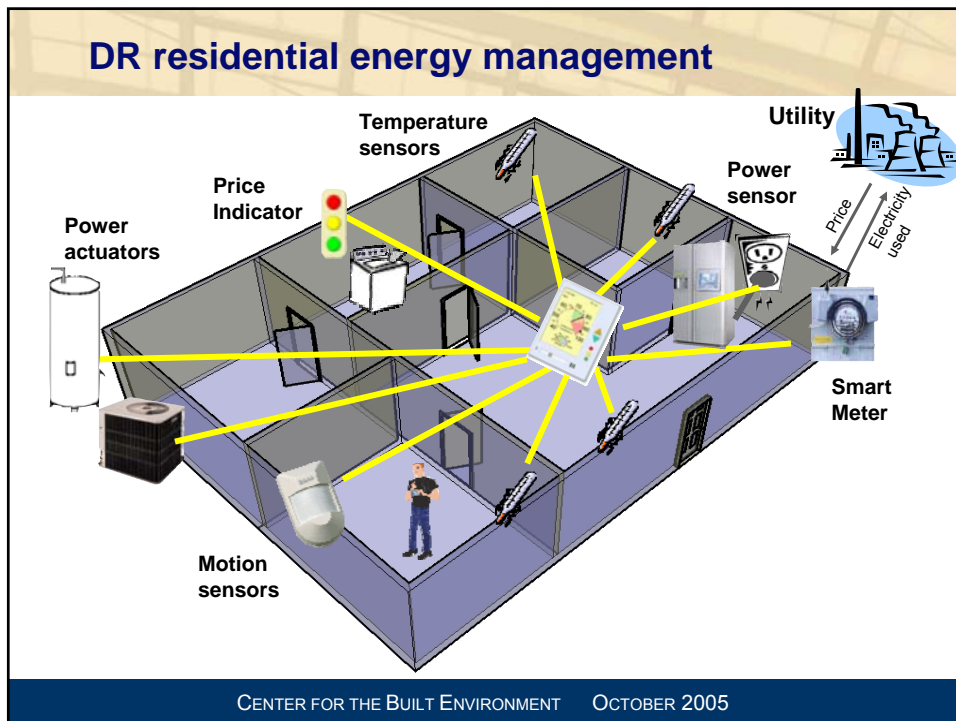 DR residential energy management
Utility
Temperature
sensors
Price
Indicator
Power
sensor
Power
actuators
Price
Electricity
used
Smart
Meter
Motion
sensors
CENTER FOR THE BUILT ENVIRONMENT OCTOBER 2005